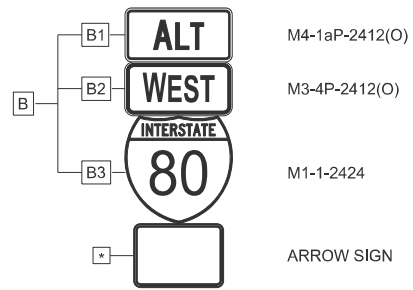 B1 ALT M4-1aP-2412(O)
B B2 WEST M3-4P-2412(O)
INTERSTATE
B3 80 M1-1-2424
* ARROW SIGN